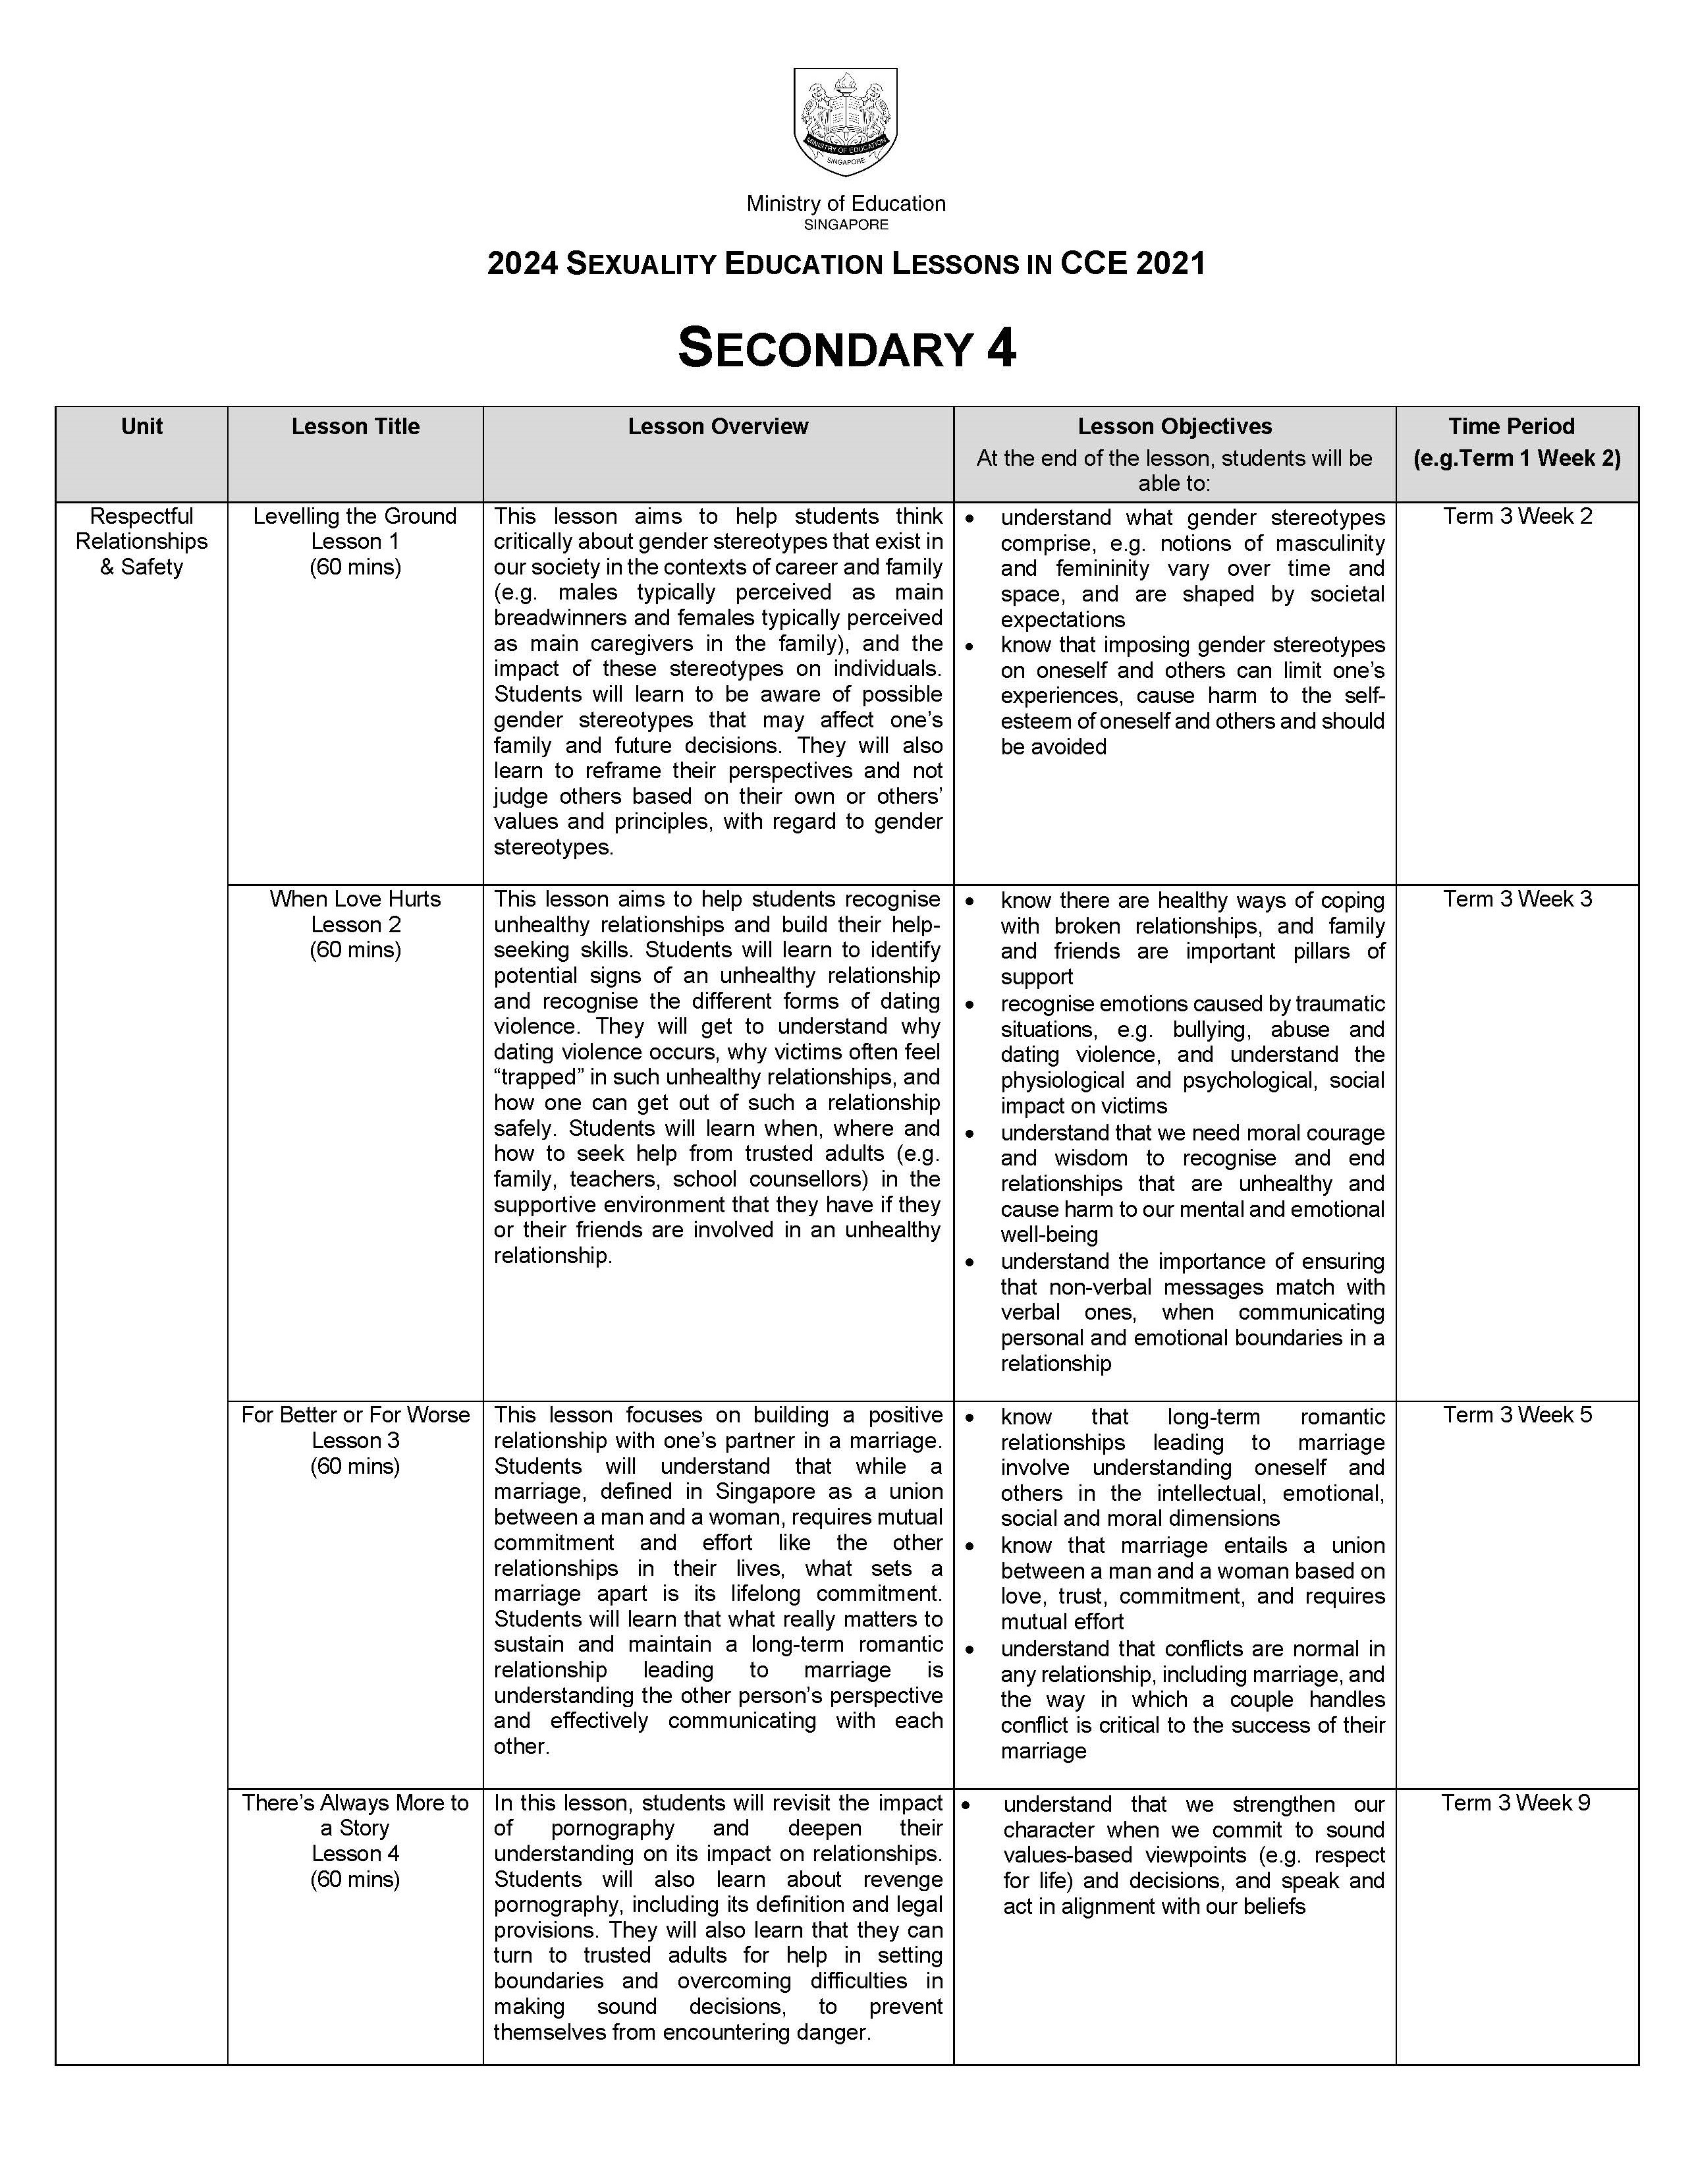 MINISTRY OF EDUCATION
SINGAPORE
Ministry of Education
SINGAPORE
2024 SEXUALITY EDUCATION LESSONS IN CCE 2021
SECONDARY 4
Unit
Lesson Title
Lesson Overview
Lesson Objectives
At the end of the lesson, students will be
able to:
Time Period
(e.g.Term 1 Week 2)
Respectful
Relationships
& Safety
Levelling the Ground
Lesson 1
(60 mins)
This lesson aims to help students think
critically about gender stereotypes that exist in
our society in the contexts of career and family
(e.g. males typically perceived as main
breadwinners and females typically perceived
as main caregivers in the family), and the
impact of these stereotypes on individuals.
Students will learn to be aware of possible
gender stereotypes that may affect one’s
family and future decisions. They will also
learn to reframe their perspectives and not
judge others based on their own or others’
values and principles, with regard to gender
stereotypes.
• understand what gender stereotypes
comprise, e.g. notions of masculinity
and femininity vary over time and
space, and are shaped by societal
expectations
• know that imposing gender stereotypes
on oneself and others can limit one’s
experiences, cause harm to the self-
esteem of oneself and others and should
be avoided
Term 3 Week 2
When Love Hurts
Lesson 2
(60 mins)
This lesson aims to help students recognise
unhealthy relationships and build their help-
seeking skills. Students will learn to identify
potential signs of an unhealthy relationship
and recognise the different forms of dating
violence. They will get to understand why
dating violence occurs, why victims often feel
“trapped” in such unhealthy relationships, and
how one can get out of such a relationship
safely. Students will learn when, where and
how to seek help from trusted adults (e.g.
family, teachers, school counsellors) in the
supportive environment that they have if they
or their friends are involved in an unhealthy
relationship.
• know there are healthy ways of coping
with broken relationships, and family
and friends are important pillars of
support
• recognise emotions caused by traumatic
situations, e.g. bullying, abuse and
dating violence, and understand the
physiological and psychological, social
impact on victims
• understand that we need moral courage
and wisdom to recognise and end
relationships that are unhealthy and
cause harm to our mental and emotional
well-being
• understand the importance of ensuring
that non-verbal messages match with
verbal ones, when communicating
personal and emotional boundaries in a
relationship
Term 3 Week 3
For Better or For Worse
Lesson 3
(60 mins)
This lesson focuses on building a positive
relationship with one’s partner in a marriage.
Students will understand that while a
marriage, defined in Singapore as a union
between a man and a woman, requires mutual
commitment and effort like the other
relationships in their lives, what sets a
marriage apart is its lifelong commitment.
Students will learn that what really matters to
sustain and maintain a long-term romantic
relationship leading to marriage is
understanding the other person’s perspective
and effectively communicating with each
other.
• know that long-term romantic
relationships leading to marriage
involve understanding oneself and
others in the intellectual, emotional,
social and moral dimensions
• know that marriage entails a union
between a man and a woman based on
love, trust, commitment, and requires
mutual effort
• understand that conflicts are normal in
any relationship, including marriage, and
the way in which a couple handles
conflict is critical to the success of their
marriage
Term 3 Week 5
There’s Always More to
a Story
Lesson 4
(60 mins)
In this lesson, students will revisit the impact
of pornography and deepen their
understanding on its impact on relationships.
Students will also learn about revenge
pornography, including its definition and legal
provisions. They will also learn that they can
turn to trusted adults for help in setting
boundaries and overcoming difficulties in
making sound decisions, to prevent
themselves from encountering danger.
• understand that we strengthen our
character when we commit to sound
values-based viewpoints (e.g. respect
for life) and decisions, and speak and
act in alignment with our beliefs
Term 3 Week 9